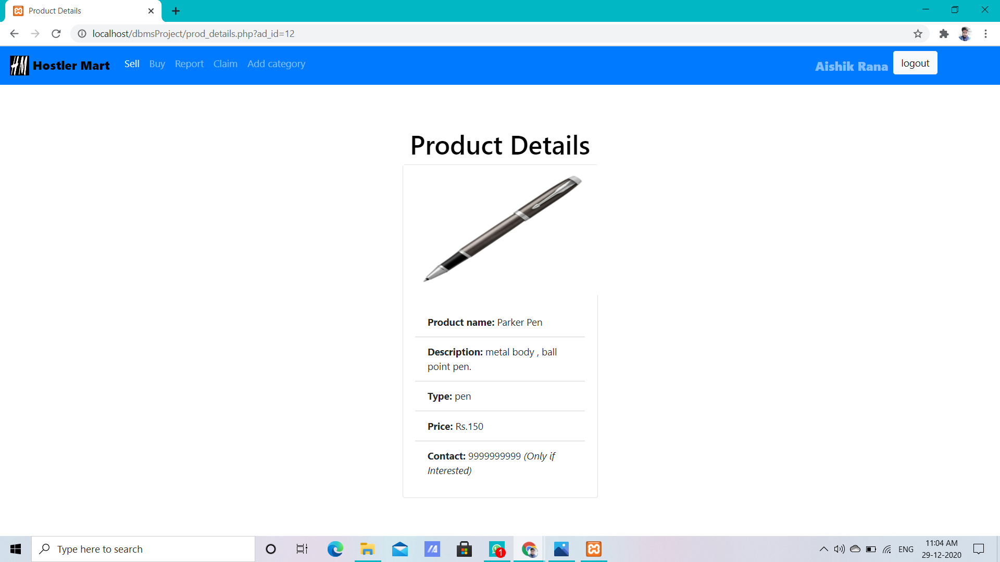 Product Details
localhost/dbmsProject/prod_details.php?ad_id=12
HM Hostler Mart Sell Buy Report Claim Add category Aishik Rana logout
Product Details
Product name: Parker Pen
Description: metal body , ball
point pen.
Type: pen
Price: Rs.150
Contact: 9999999999 (Only if
Interested)
Type here to search
1
ENG
11:04 AM
29-12-2020